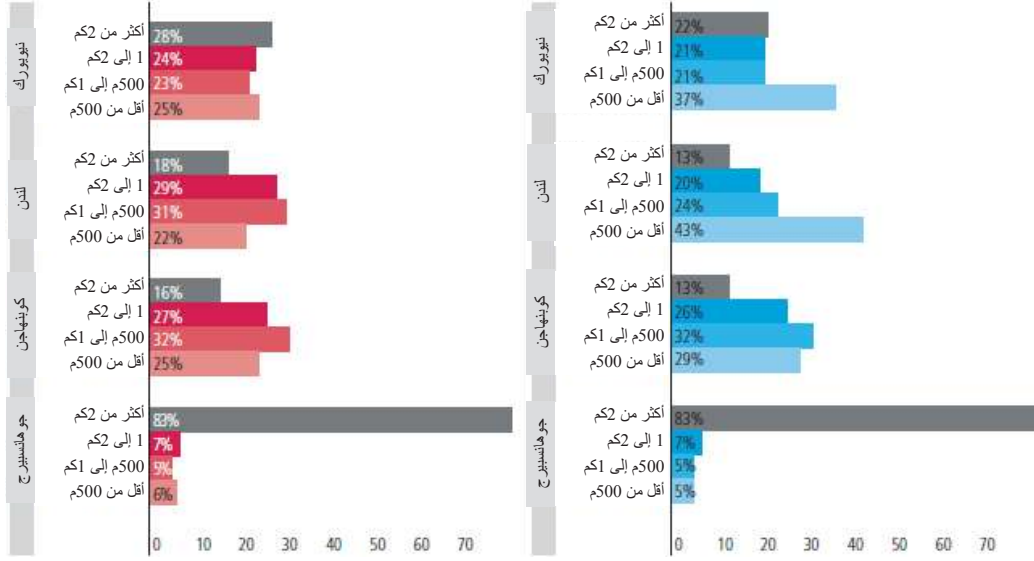 نيويورك
أكثر من 2كم 28%
1 إلى 2كم 24%
500م إلى 1كم 23%
أقل من 500م 25%
لندن
أكثر من 2كم 18%
1 إلى 2كم 29%
500م إلى 1كم 31%
أقل من 500م 22%
كوبنهاجن
أكثر من 2كم 16%
1 إلى 2كم 27%
500م إلى 1كم 32%
أقل من 500م 25%
جوهانسبيرج
أكثر من 2كم 83%
1 إلى 2كم 7%
500م إلى 1كم 5%
أقل من 500م 6%
0 10 20 30 40 50 60 70
نيويورك
أكثر من 2كم 22%
1 إلى 2كم 21%
500م إلى 1كم 21%
أقل من 500م 37%
لندن
أكثر من 2كم 13%
1 إلى 2كم 20%
500م إلى 1كم 24%
أقل من 500م 43%
كوبنهاجن
أكثر من 2كم 13%
1 إلى 2كم 26%
500م إلى 1كم 32%
أقل من 500م 29%
جوهانسبيرج
أكثر من 2كم 83%
1 إلى 2كم 7%
500م إلى 1كم 5%
أقل من 500م 5%
0 10 20 30 40 50 60 70